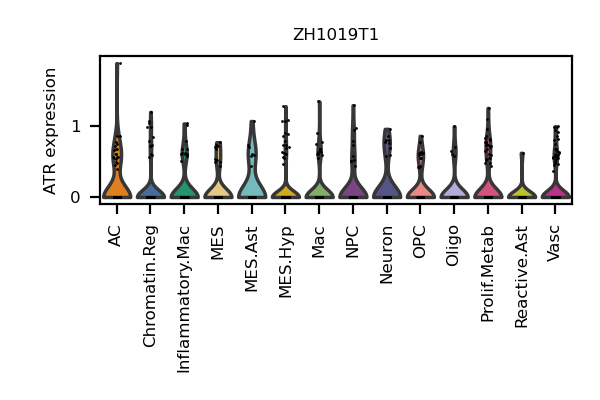 ZH1019T1
ATR expression
1
0
AC
Chromatin.Reg
Inflammatory.Mac
MES
MES.Ast
MES.Hyp
Mac
NPC
Neuron
OPC
Oligo
Prolif.Metab
Reactive.Ast
Vasc